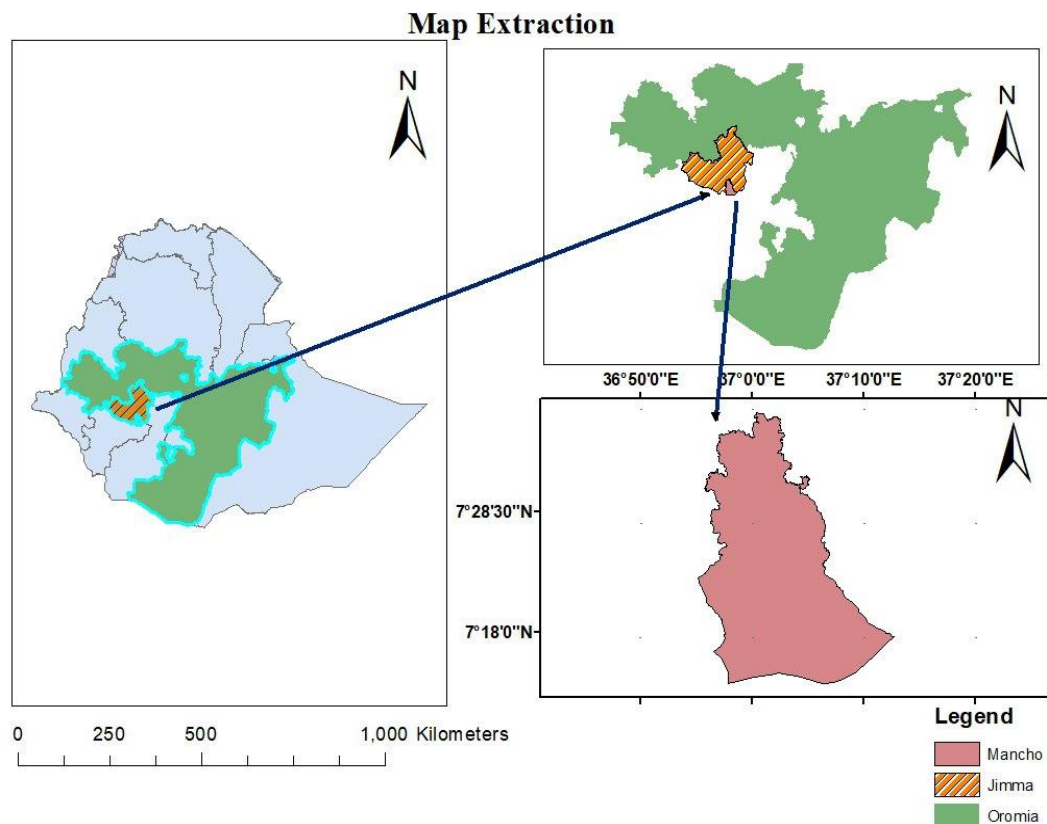 Map Extraction
N
N
36°50'0"E 37°0'0"E 37°10'0"E 37°20'0"E
N
7°28'30"N
7°18'0"N
0 250 500 1,000 Kilometers
Legend
Mancho
Jimma
Oromia